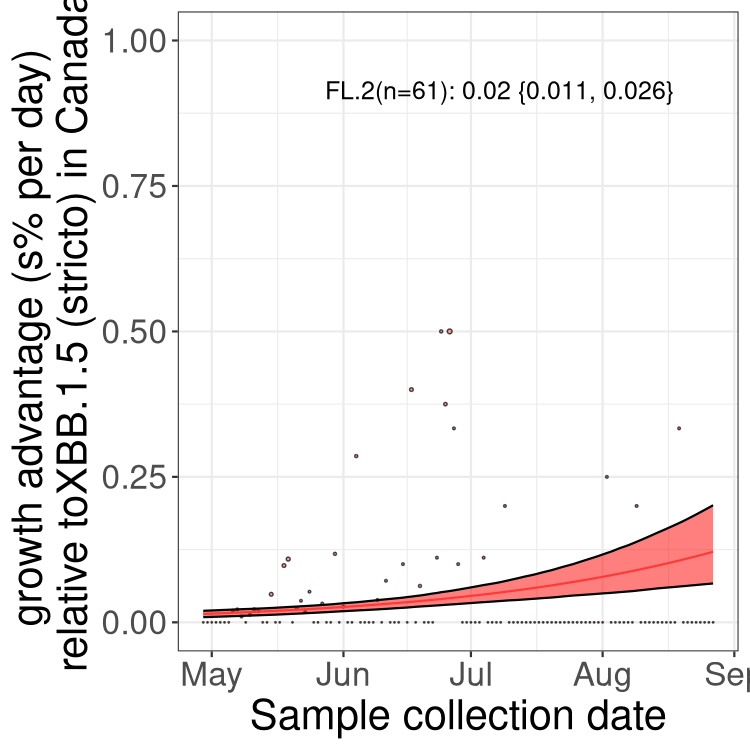 growth advantage (s% per day)
relative toXBB.1.5 (stricto) in Canada
1.00
0.75
0.50
0.25
0.00
FL.2(n=61): 0.02 {0.011, 0.026}
May Jun Jul Aug Sep
Sample collection date